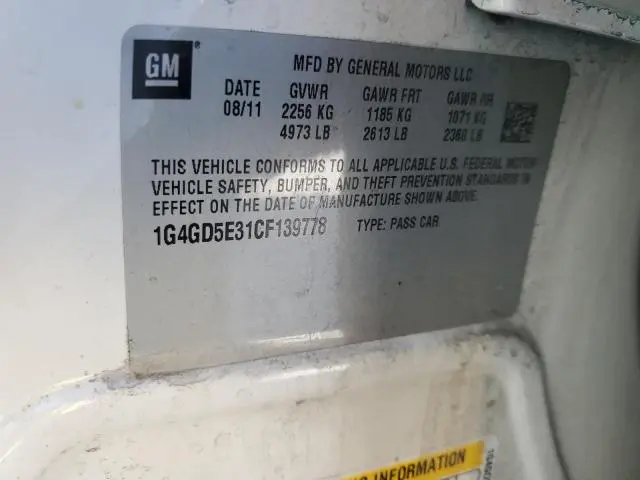 GM
MFD BY GENERAL MOTORS LLC
DATE GVWR GAWR FRT GAWR RR
08/11 2256 KG 1185 KG 1071 KG
4973 LB 2613 LB 2360 LB
THIS VEHICLE CONFORMS TO ALL APPLICABLE U.S. FEDERAL MOTOR
VEHICLE SAFETY, BUMPER, AND THEFT PREVENTION STANDARDS IN
EFFECT ON THE DATE OF MANUFACTURE SHOWN ABOVE.
1G4GD5E31CF139778 TYPE: PASS CAR
INFORMATION